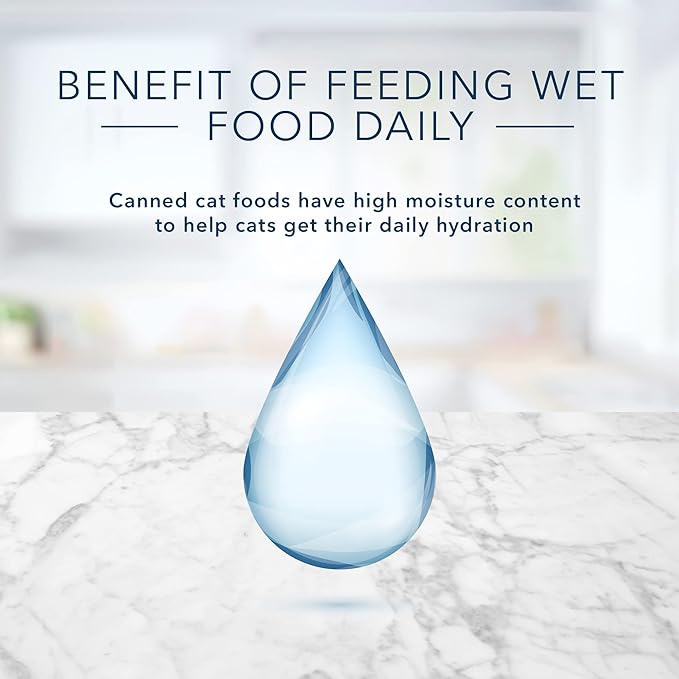 BENEFIT OF FEEDING WET
FOOD DAILY
Canned cat foods have high moisture content
to help cats get their daily hydration